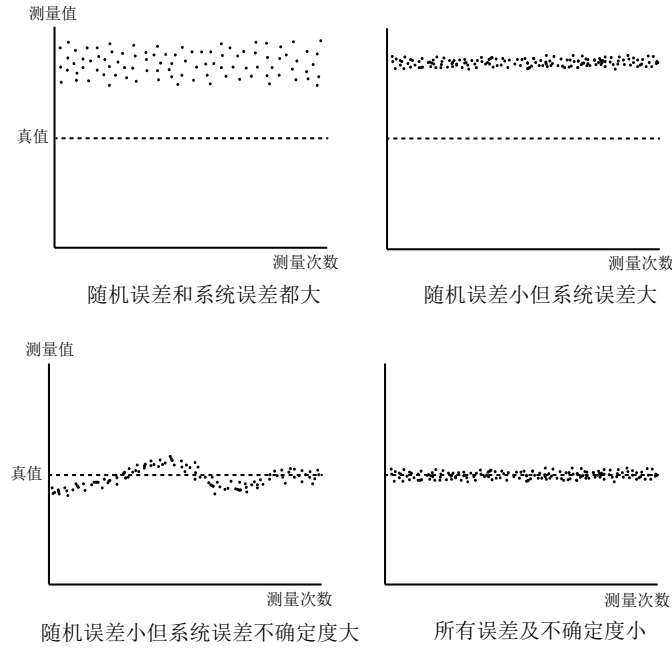 测量值
真值
测量次数
测量次数
随机误差和系统误差都大
随机误差小但系统误差大
测量值
真值
测量次数
测量次数
随机误差小但系统误差不确定度大
所有误差及不确定度小